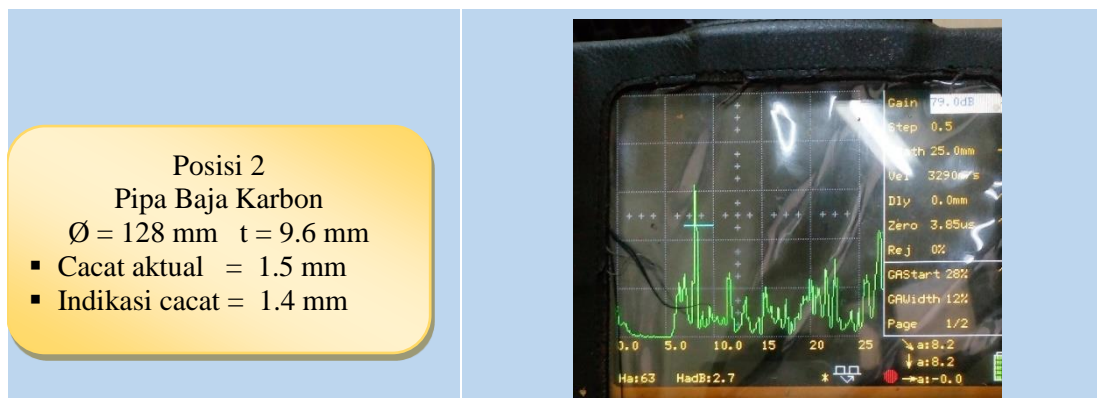 Posisi 2
Pipa Baja Karbon
Ø = 128 mm t = 9.6 mm
▪ Cacat aktual = 1.5 mm
▪ Indikasi cacat = 1.4 mm
Gain 79.0dB
Step 0.5
25.0mm
Vel 3290m/s
Dly 0.0mm
Zero 3.85us
Rej 0%
GAStart 28%
GAWidth 12%
Page 1/2
0.0 5.0 10.0 15 20 25
a:8.2
a:8.2
a:-0.0
Ha:63 HadB:2.7 *